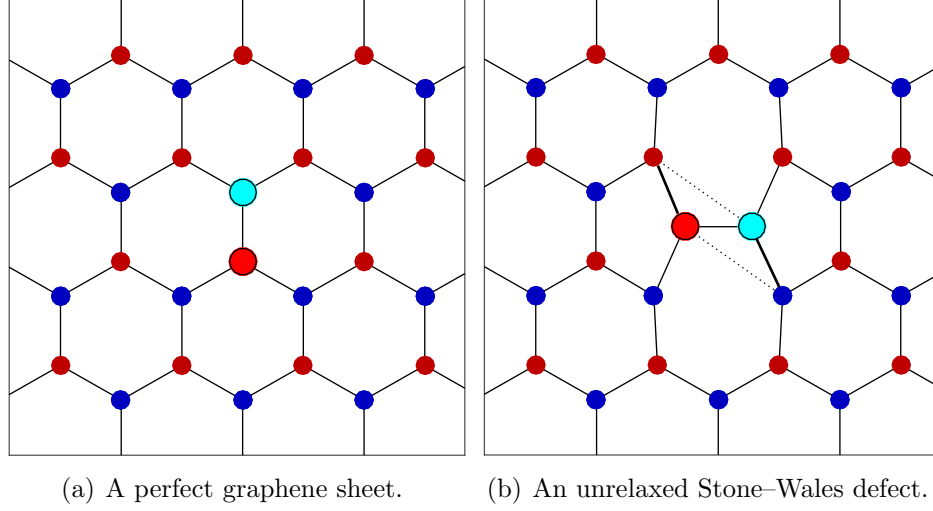 (a) A perfect graphene sheet.
(b) An unrelaxed Stone–Wales defect.